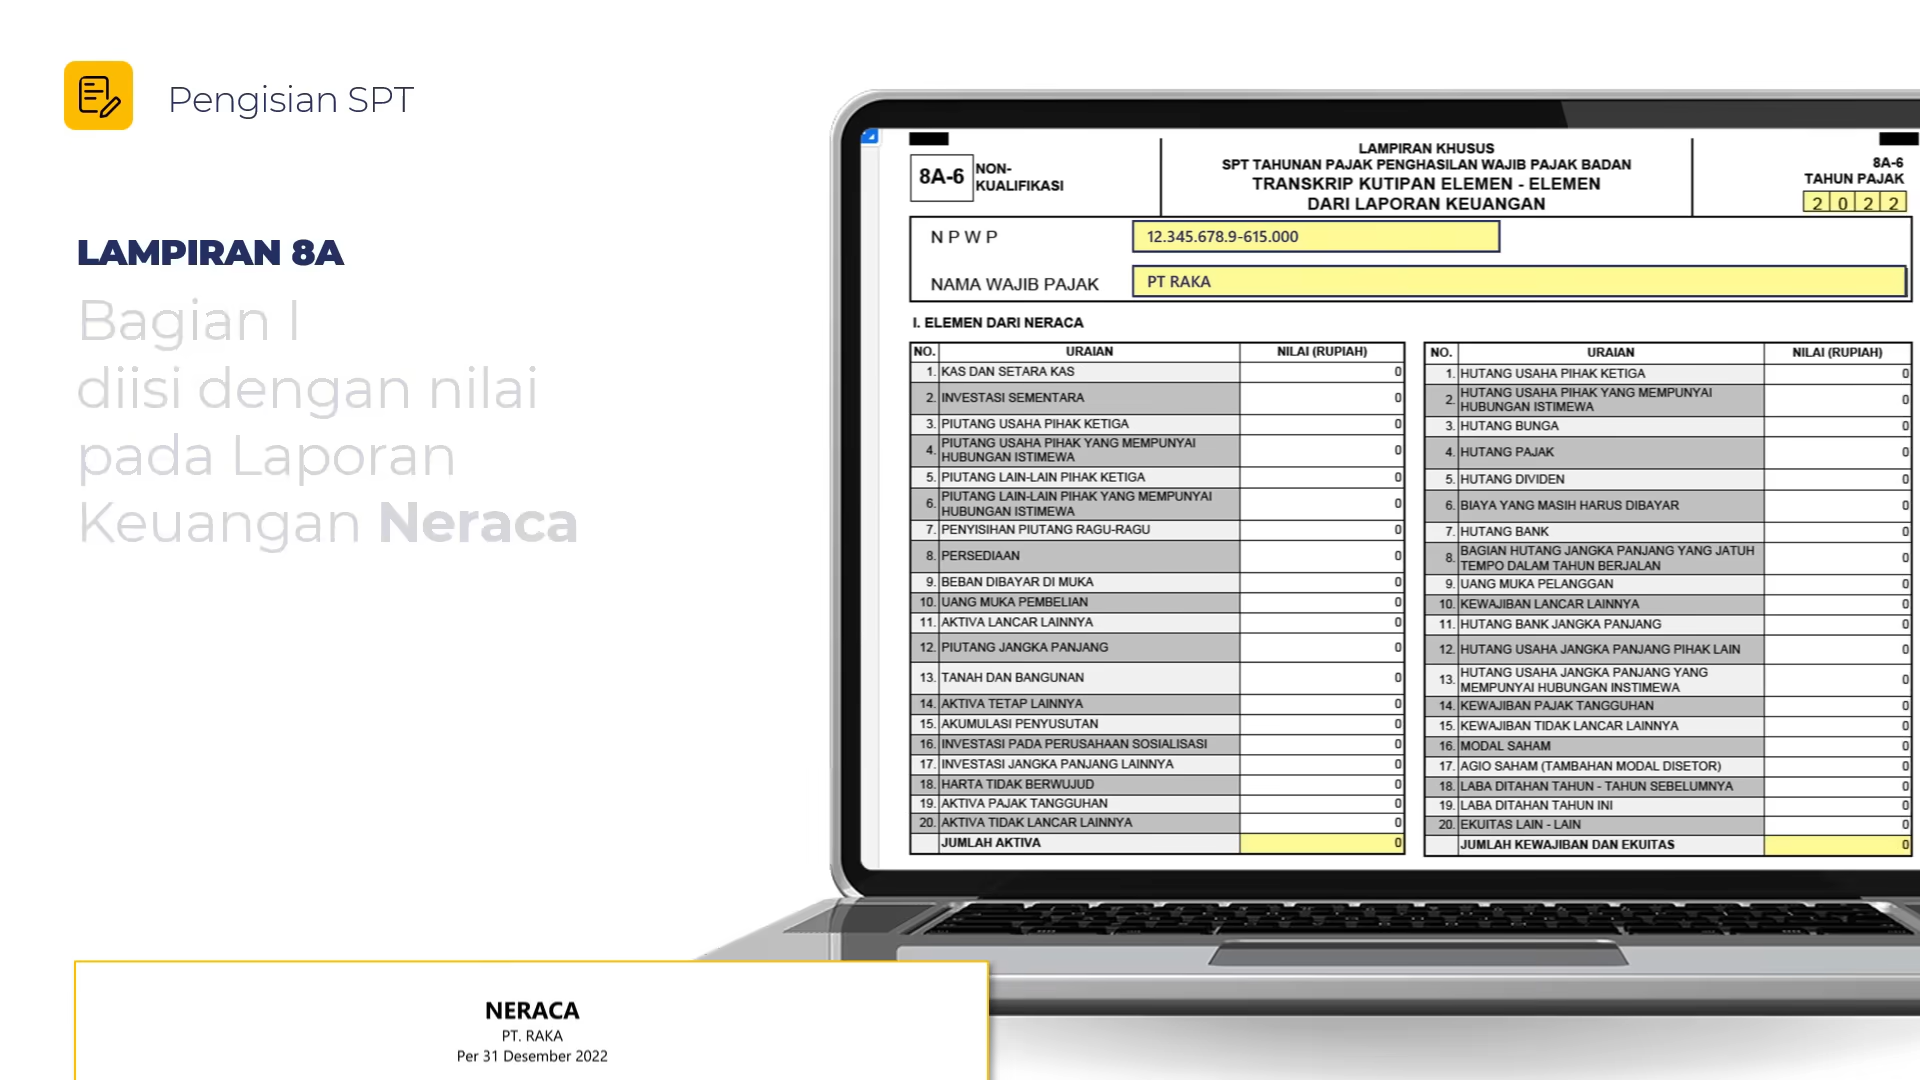 Pengisian SPT
LAMPIRAN 8A
Bagian I
diisi dengan nilai
pada Laporan
Keuangan Neraca
8A-6
NON-
KUALIFIKASI
LAMPIRAN KHUSUS
SPT TAHUNAN PAJAK PENGHASILAN WAJIB PAJAK BADAN
TRANSKRIP KUTIPAN ELEMEN - ELEMEN
DARI LAPORAN KEUANGAN
8A-6
TAHUN PAJAK
2 0 2 2
N P W P
12.345.678.9-615.000
NAMA WAJIB PAJAK
PT RAKA
I. ELEMEN DARI NERACA
NO. URAIAN NILAI (RUPIAH)
1. KAS DAN SETARA KAS 0
2. INVESTASI SEMENTARA 0
3. PIUTANG USAHA PIHAK KETIGA 0
4. PIUTANG USAHA PIHAK YANG MEMPUNYAI
HUBUNGAN ISTIMEWA 0
5. PIUTANG LAIN-LAIN PIHAK KETIGA 0
6. PIUTANG LAIN-LAIN PIHAK YANG MEMPUNYAI
HUBUNGAN ISTIMEWA 0
7. PENYISIHAN PIUTANG RAGU-RAGU 0
8. PERSEDIAAN 0
9. BEBAN DIBAYAR DI MUKA 0
10. UANG MUKA PEMBELIAN 0
11. AKTIVA LANCAR LAINNYA 0
12. PIUTANG JANGKA PANJANG 0
13. TANAH DAN BANGUNAN 0
14. AKTIVA TETAP LAINNYA 0
15. AKUMULASI PENYUSUTAN 0
16. INVESTASI PADA PERUSAHAAN SOSIALISASI 0
17. INVESTASI JANGKA PANJANG LAINNYA 0
18. HARTA TIDAK BERWUJUD 0
19. AKTIVA PAJAK TANGGUHAN 0
20. AKTIVA TIDAK LANCAR LAINNYA 0
JUMLAH AKTIVA 0
NO. URAIAN NILAI (RUPIAH)
1. HUTANG USAHA PIHAK KETIGA 0
2. HUTANG USAHA PIHAK YANG MEMPUNYAI
HUBUNGAN ISTIMEWA 0
3. HUTANG BUNGA 0
4. HUTANG PAJAK 0
5. HUTANG DIVIDEN 0
6. BIAYA YANG MASIH HARUS DIBAYAR 0
7. HUTANG BANK 0
8. BAGIAN HUTANG JANGKA PANJANG YANG JATUH
TEMPO DALAM TAHUN BERJALAN 0
9. UANG MUKA PELANGGAN 0
10. KEWAJIBAN LANCAR LAINNYA 0
11. HUTANG BANK JANGKA PANJANG 0
12. HUTANG USAHA JANGKA PANJANG PIHAK LAIN 0
13. HUTANG USAHA JANGKA PANJANG YANG
MEMPUNYAI HUBUNGAN INSTIMEWA 0
14. KEWAJIBAN PAJAK TANGGUHAN 0
15. KEWAJIBAN TIDAK LANCAR LAINNYA 0
16. MODAL SAHAM 0
17. AGIO SAHAM (TAMBAHAN MODAL DISETOR) 0
18. LABA DITAHAN TAHUN - TAHUN SEBELUMNYA 0
19. LABA DITAHAN TAHUN INI 0
20. EKUITAS LAIN - LAIN 0
JUMLAH KEWAJIBAN DAN EKUITAS 0
NERACA
PT. RAKA
Per 31 Desember 2022